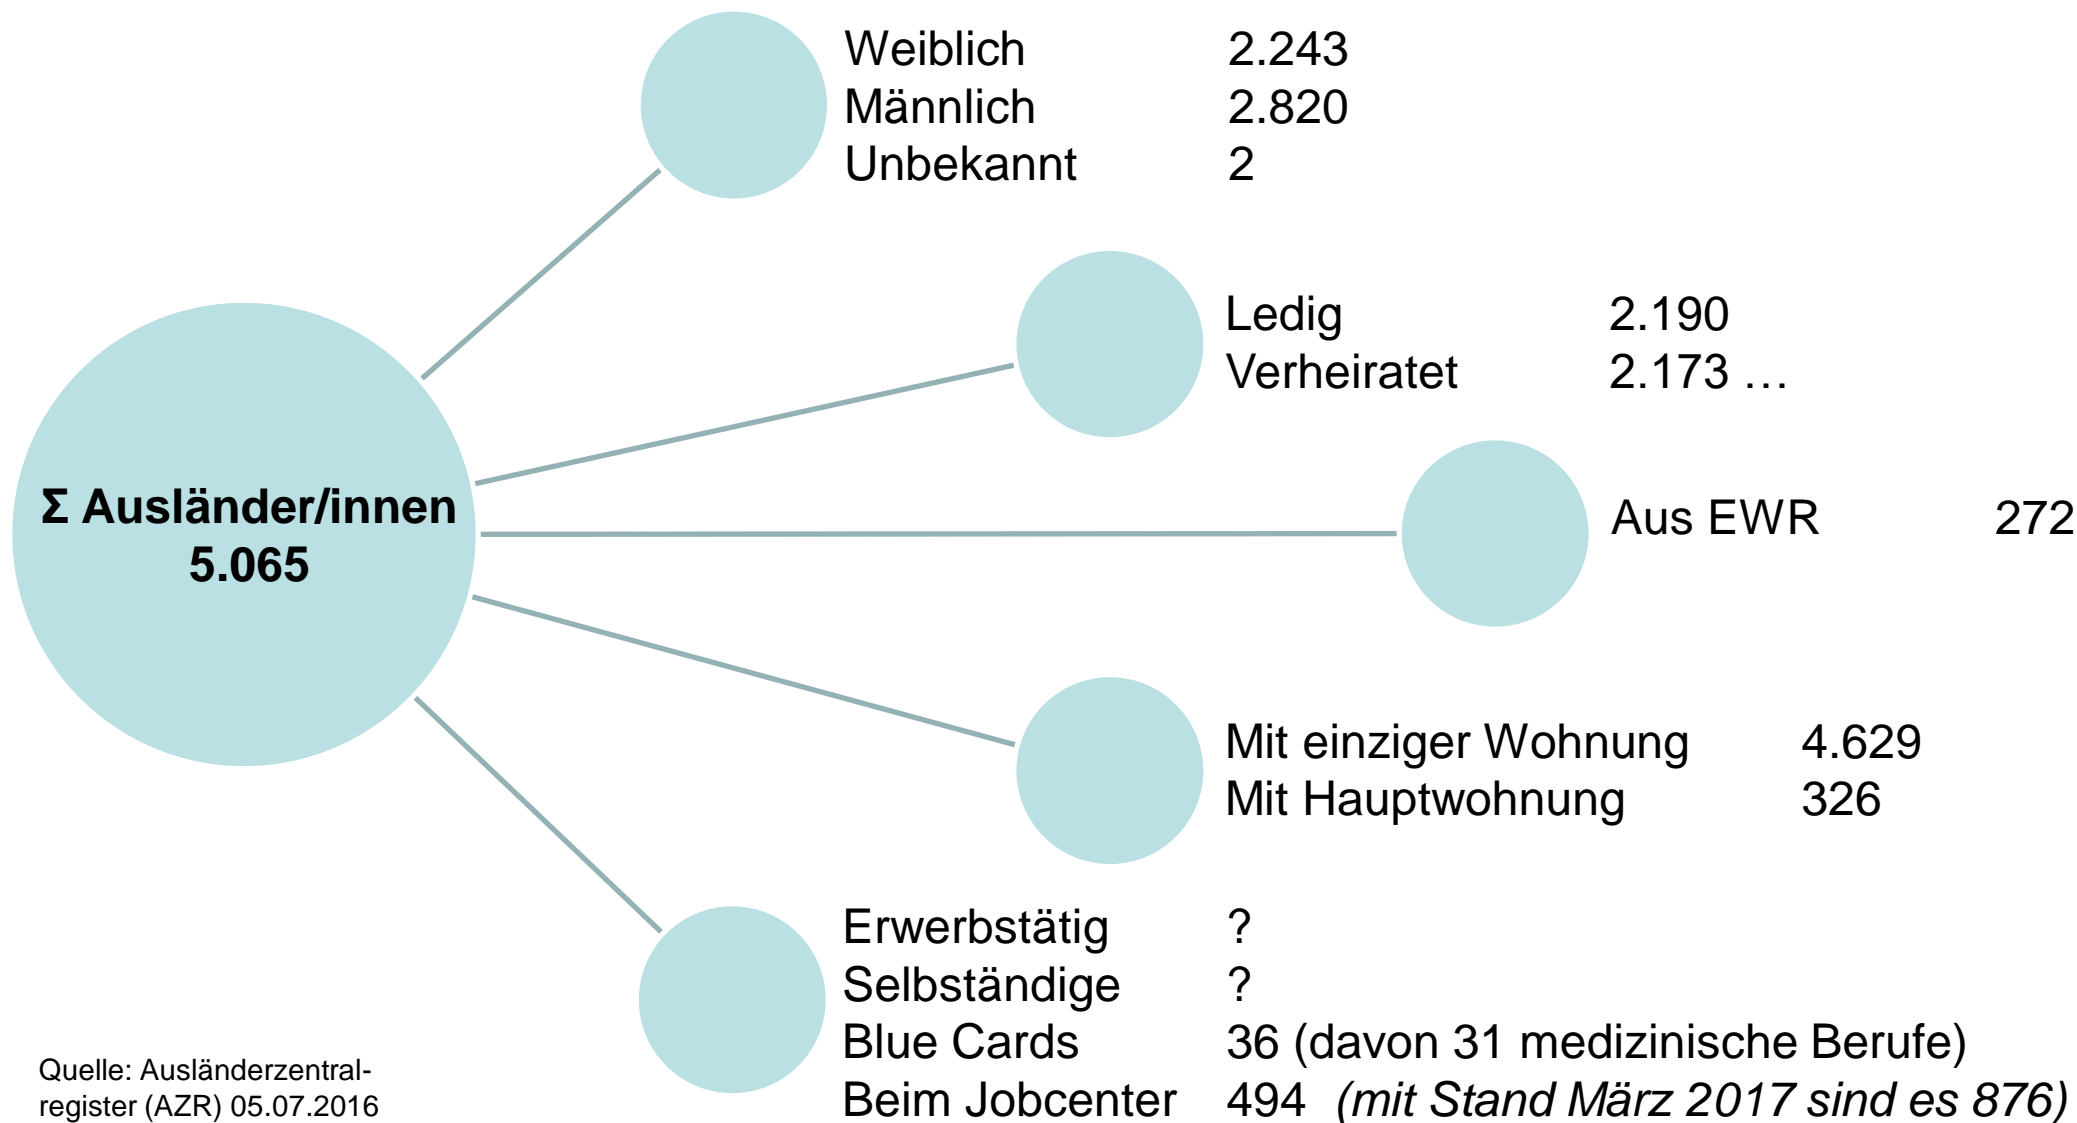 Weiblich 2.243
Männlich 2.820
Unbekannt 2
Ledig 2.190
Verheiratet 2.173 …
Σ Ausländer/innen
5.065
Aus EWR 272
Mit einziger Wohnung 4.629
Mit Hauptwohnung 326
Erwerbstätig ?
Selbständige ?
Blue Cards 36 (davon 31 medizinische Berufe)
Beim Jobcenter 494 (mit Stand März 2017 sind es 876)
Quelle: Ausländerzentral-
register (AZR) 05.07.2016